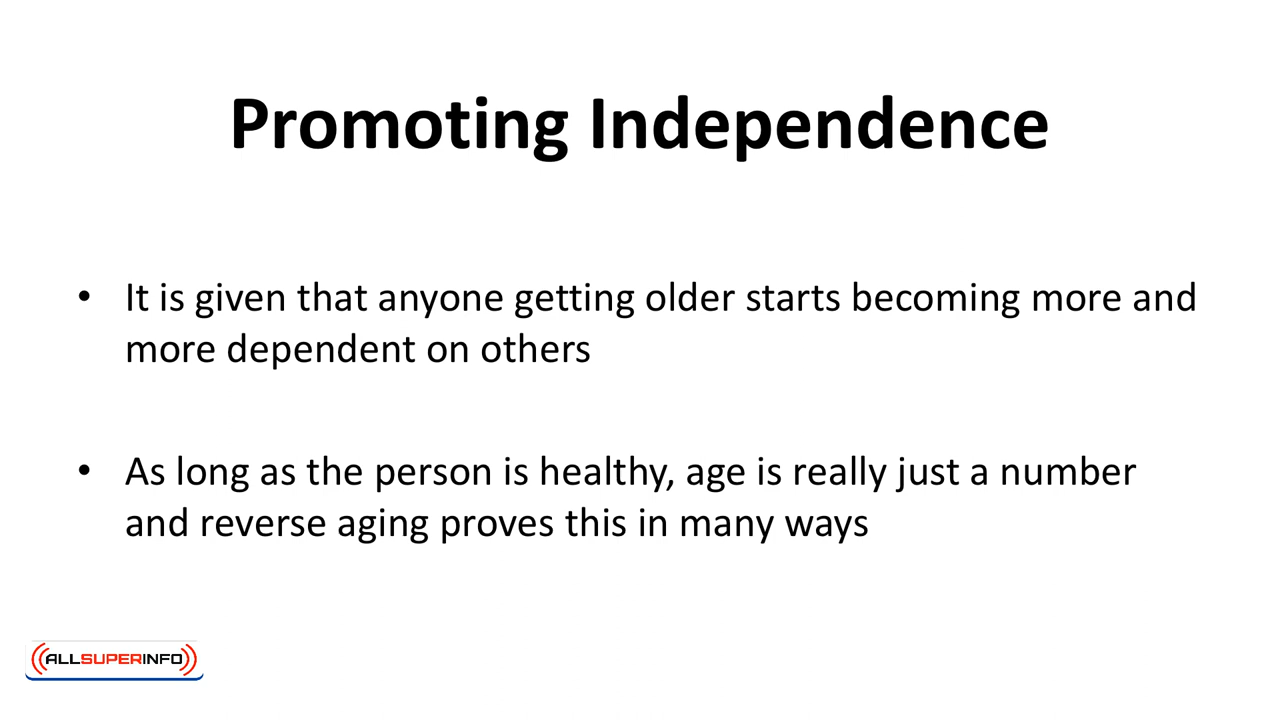 Promoting Independence
• It is given that anyone getting older starts becoming more and
more dependent on others
• As long as the person is healthy, age is really just a number
and reverse aging proves this in many ways
ALLSUPERINFO